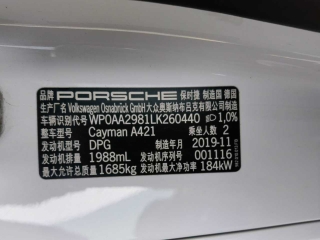 品牌 PORSCHE 保时捷 制造国 德国
生产厂名 Volkswagen Osnabrück GmbH 大众奥斯纳布吕克有限公司
车辆识别代号 WP0AA2981LK260440 1,0%
整车型号 Cayman A421 乘坐人数 2
发动机型号 DPG 制造年月 2019-11
发动机排量 1988mL 发动机序列号 001116
最大允许总质量 1685kg 发动机最大净功率 184kW